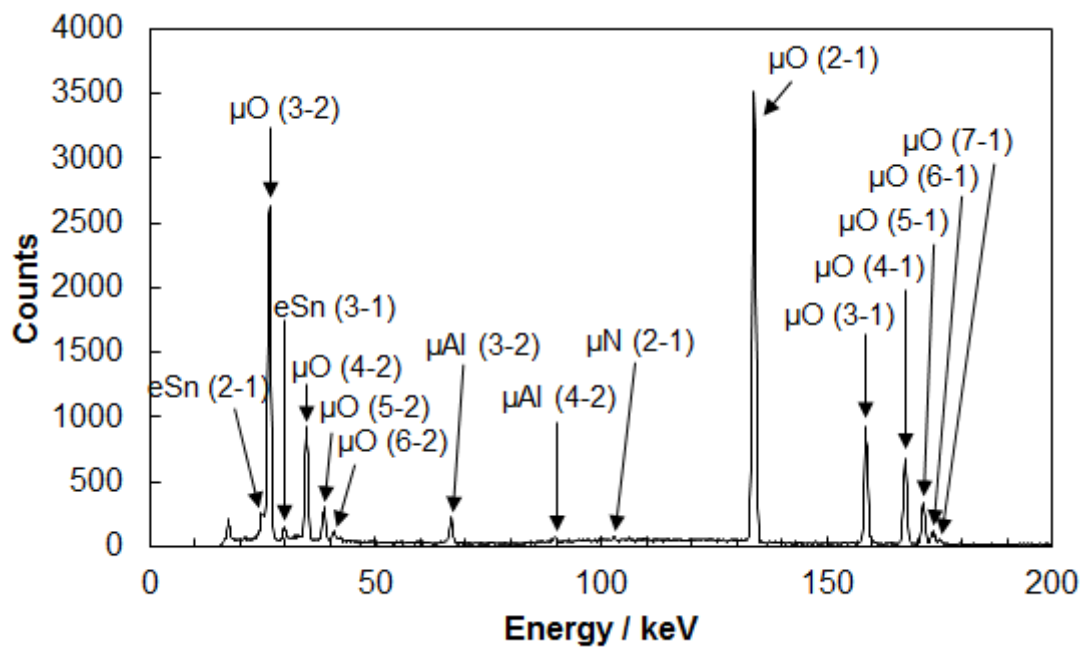 4000
3500
3000
2500
2000
1500
1000
500
0
Counts
µO (3-2)
eSn (3-1)
eSn (2-1)
µO (4-2)
µO (5-2)
µO (6-2)
µAl (3-2)
µAl (4-2)
µN (2-1)
µO (2-1)
µO (7-1)
µO (6-1)
µO (5-1)
µO (4-1)
µO (3-1)
0 50 100 150 200
Energy / keV